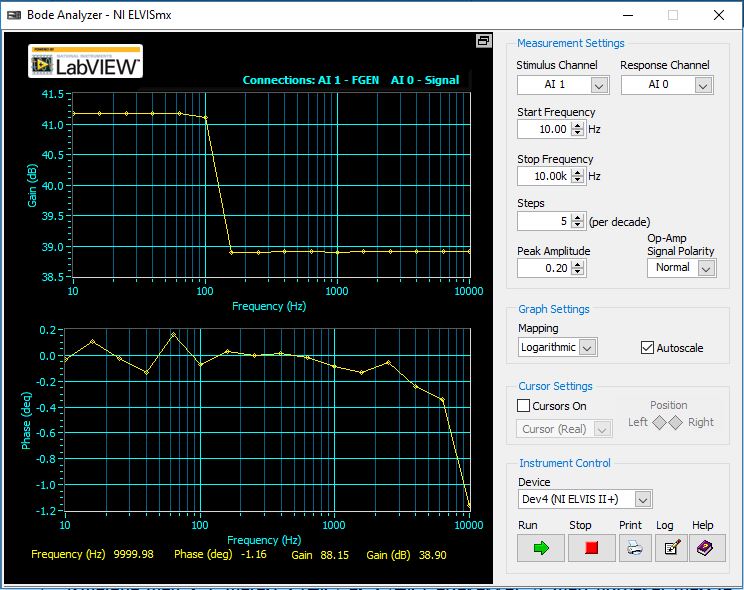 Bode Analyzer - NI ELVISmx
POWERED BY
NATIONAL INSTRUMENTS
LabVIEW™
Connections: AI 1 - FGEN AI 0 - Signal
41.5
41.0
40.5
40.0
39.5
39.0
38.5
Gain (dB)
10 100 1000 10000
Frequency (Hz)
0.2
0.0
-0.2
-0.4
-0.6
-0.8
-1.0
-1.2
Phase (deg)
10 100 1000 10000
Frequency (Hz)
Frequency (Hz) 9999.98 Phase (deg) -1.16 Gain 88.15 Gain (dB) 38.90
Measurement Settings
Stimulus Channel Response Channel
AI 1 AI 0
Start Frequency
10.00 Hz
Stop Frequency
10.00k Hz
Steps
5 (per decade)
Peak Amplitude
0.20
Op-Amp
Signal Polarity
Normal
Graph Settings
Mapping
Logarithmic Autoscale
Cursor Settings
Cursors On Position
Cursor (Real) Left Right
Instrument Control
Device
Dev4 (NI ELVIS II+)
Run Stop Print Log Help